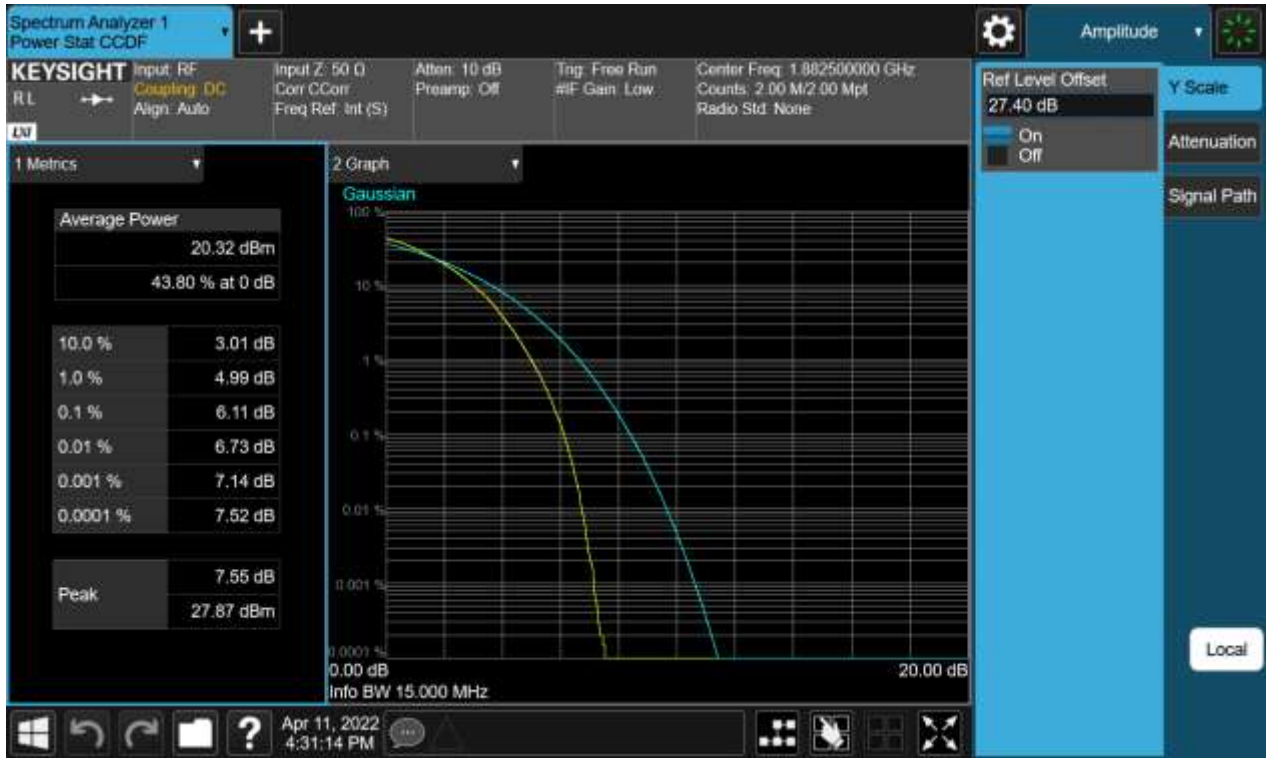 Spectrum Analyzer 1
Power Stat CCDF
+
Amplitude
KEYSIGHT
RL
LXI
Input: RF
Coupling: DC
Align: Auto
Input Z: 50 Ω
Corr CCorr
Freq Ref: Int (S)
Atten: 10 dB
Preamp: Off
Trig: Free Run
#IF Gain: Low
Center Freq: 1.882500000 GHz
Counts: 2.00 M/2.00 Mpt
Radio Std: None
Ref Level Offset
27.40 dB
On
Off
Y Scale
Attenuation
Signal Path
Local
1 Metrics
Average Power
20.32 dBm
43.80 % at 0 dB
10.0 % 3.01 dB
1.0 % 4.99 dB
0.1 % 6.11 dB
0.01 % 6.73 dB
0.001 % 7.14 dB
0.0001 % 7.52 dB
Peak
7.55 dB
27.87 dBm
2 Graph
Gaussian
100 %
10 %
1 %
0.1 %
0.01 %
0.001 %
0.0001 %
0.00 dB 20.00 dB
Info BW 15.000 MHz
?
Apr 11, 2022
4:31:14 PM